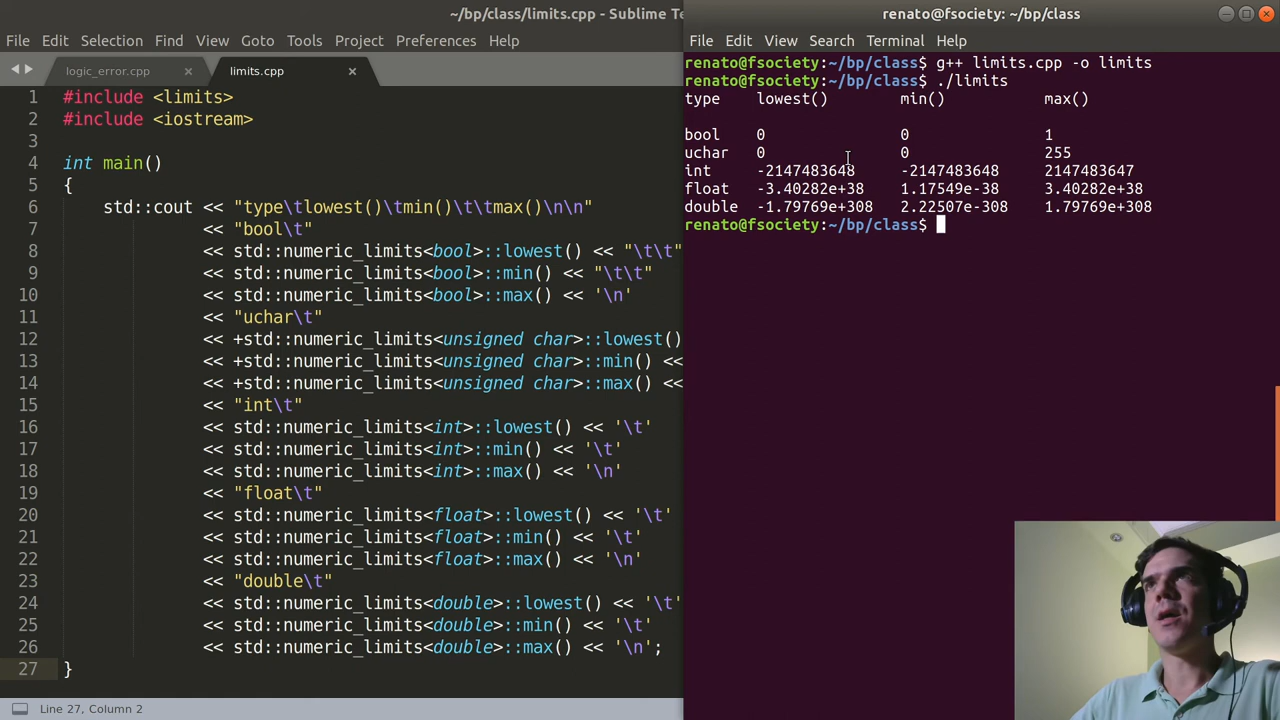 ~/bp/class/limits.cpp - Sublime Te
File Edit Selection Find View Goto Tools Project Preferences Help
logic_error.cpp × limits.cpp ×
1 #include <limits>
2 #include <iostream>
3
4 int main()
5 {
6 std::cout << "type\tlowest()\tmin()\t\tmax()\n\n"
7 << "bool\t"
8 << std::numeric_limits<bool>::lowest() << "\t\t"
9 << std::numeric_limits<bool>::min() << "\t\t"
10 << std::numeric_limits<bool>::max() << '\n'
11 << "uchar\t"
12 << +std::numeric_limits<unsigned char>::lowest()
13 << +std::numeric_limits<unsigned char>::min() <<
14 << +std::numeric_limits<unsigned char>::max() <<
15 << "int\t"
16 << std::numeric_limits<int>::lowest() << '\t'
17 << std::numeric_limits<int>::min() << '\t'
18 << std::numeric_limits<int>::max() << '\n'
19 << "float\t"
20 << std::numeric_limits<float>::lowest() << '\t'
21 << std::numeric_limits<float>::min() << '\t'
22 << std::numeric_limits<float>::max() << '\n'
23 << "double\t"
24 << std::numeric_limits<double>::lowest() << '\t'
25 << std::numeric_limits<double>::min() << '\t'
26 << std::numeric_limits<double>::max() << '\n';
27 }
Line 27, Column 2
renato@fsociety: ~/bp/class
File Edit View Search Terminal Help
renato@fsociety:~/bp/class$ g++ limits.cpp -o limits
renato@fsociety:~/bp/class$ ./limits
type lowest() min() max()
bool 0 0 1
uchar 0 0 255
int -2147483648 -2147483648 2147483647
float -3.40282e+38 1.17549e-38 3.40282e+38
double -1.79769e+308 2.22507e-308 1.79769e+308
renato@fsociety:~/bp/class$